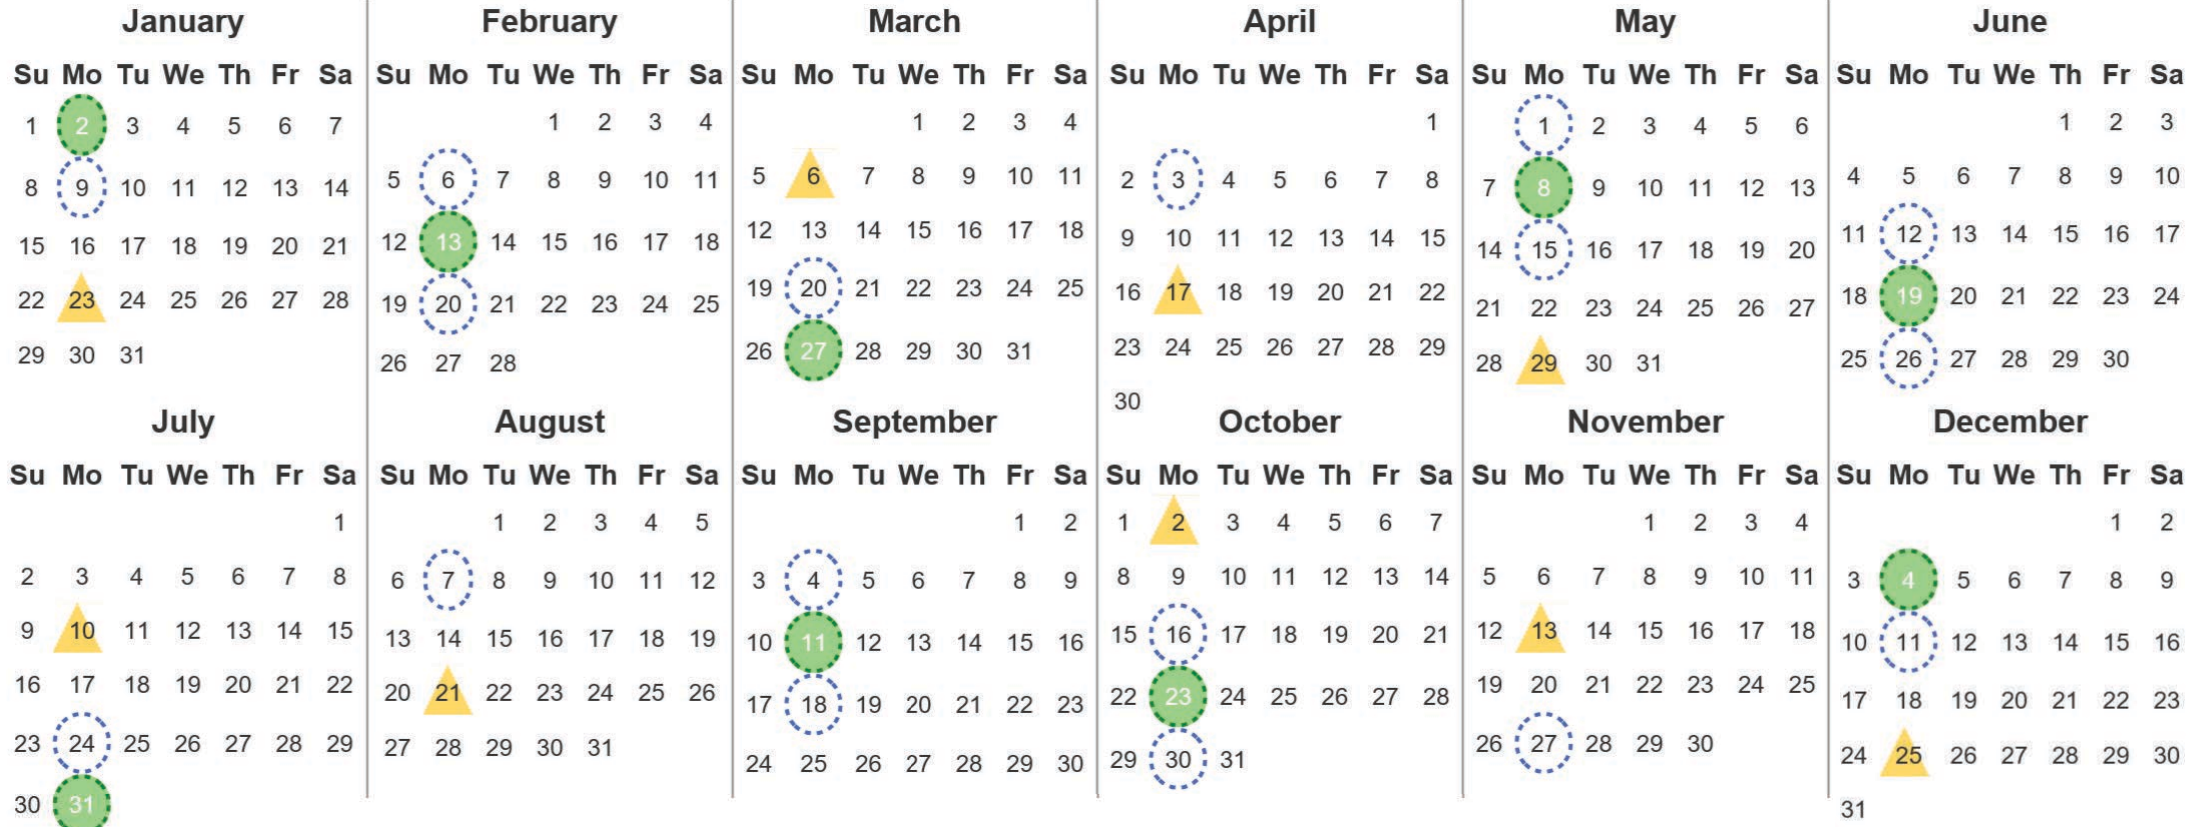 January
Su Mo Tu We Th Fr Sa
1 2 3 4 5 6 7
8 9 10 11 12 13 14
15 16 17 18 19 20 21
22 23 24 25 26 27 28
29 30 31
February
Su Mo Tu We Th Fr Sa
1 2 3 4
5 6 7 8 9 10 11
12 13 14 15 16 17 18
19 20 21 22 23 24 25
26 27 28
March
Su Mo Tu We Th Fr Sa
1 2 3 4
5 6 7 8 9 10 11
12 13 14 15 16 17 18
19 20 21 22 23 24 25
26 27 28 29 30 31
April
Su Mo Tu We Th Fr Sa
1
2 3 4 5 6 7 8
9 10 11 12 13 14 15
16 17 18 19 20 21 22
23 24 25 26 27 28 29
30
May
Su Mo Tu We Th Fr Sa
1 2 3 4 5 6
7 8 9 10 11 12 13
14 15 16 17 18 19 20
21 22 23 24 25 26 27
28 29 30 31
June
Su Mo Tu We Th Fr Sa
1 2 3
4 5 6 7 8 9 10
11 12 13 14 15 16 17
18 19 20 21 22 23 24
25 26 27 28 29 30
July
Su Mo Tu We Th Fr Sa
1
2 3 4 5 6 7 8
9 10 11 12 13 14 15
16 17 18 19 20 21 22
23 24 25 26 27 28 29
30 31
August
Su Mo Tu We Th Fr Sa
1 2 3 4 5
6 7 8 9 10 11 12
13 14 15 16 17 18 19
20 21 22 23 24 25 26
27 28 29 30 31
September
Su Mo Tu We Th Fr Sa
1 2
3 4 5 6 7 8 9
10 11 12 13 14 15 16
17 18 19 20 21 22 23
24 25 26 27 28 29 30
October
Su Mo Tu We Th Fr Sa
1 2 3 4 5 6 7
8 9 10 11 12 13 14
15 16 17 18 19 20 21
22 23 24 25 26 27 28
29 30 31
November
Su Mo Tu We Th Fr Sa
1 2 3 4
5 6 7 8 9 10 11
12 13 14 15 16 17 18
19 20 21 22 23 24 25
26 27 28 29 30
December
Su Mo Tu We Th Fr Sa
1 2
3 4 5 6 7 8 9
10 11 12 13 14 15 16
17 18 19 20 21 22 23
24 25 26 27 28 29 30
31